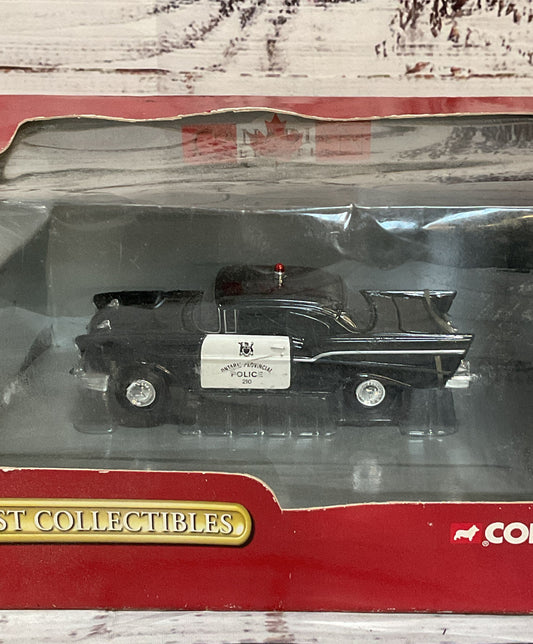 ONTARIO PROVINCIAL
POLICE
210
ST COLLECTIBLES
COR